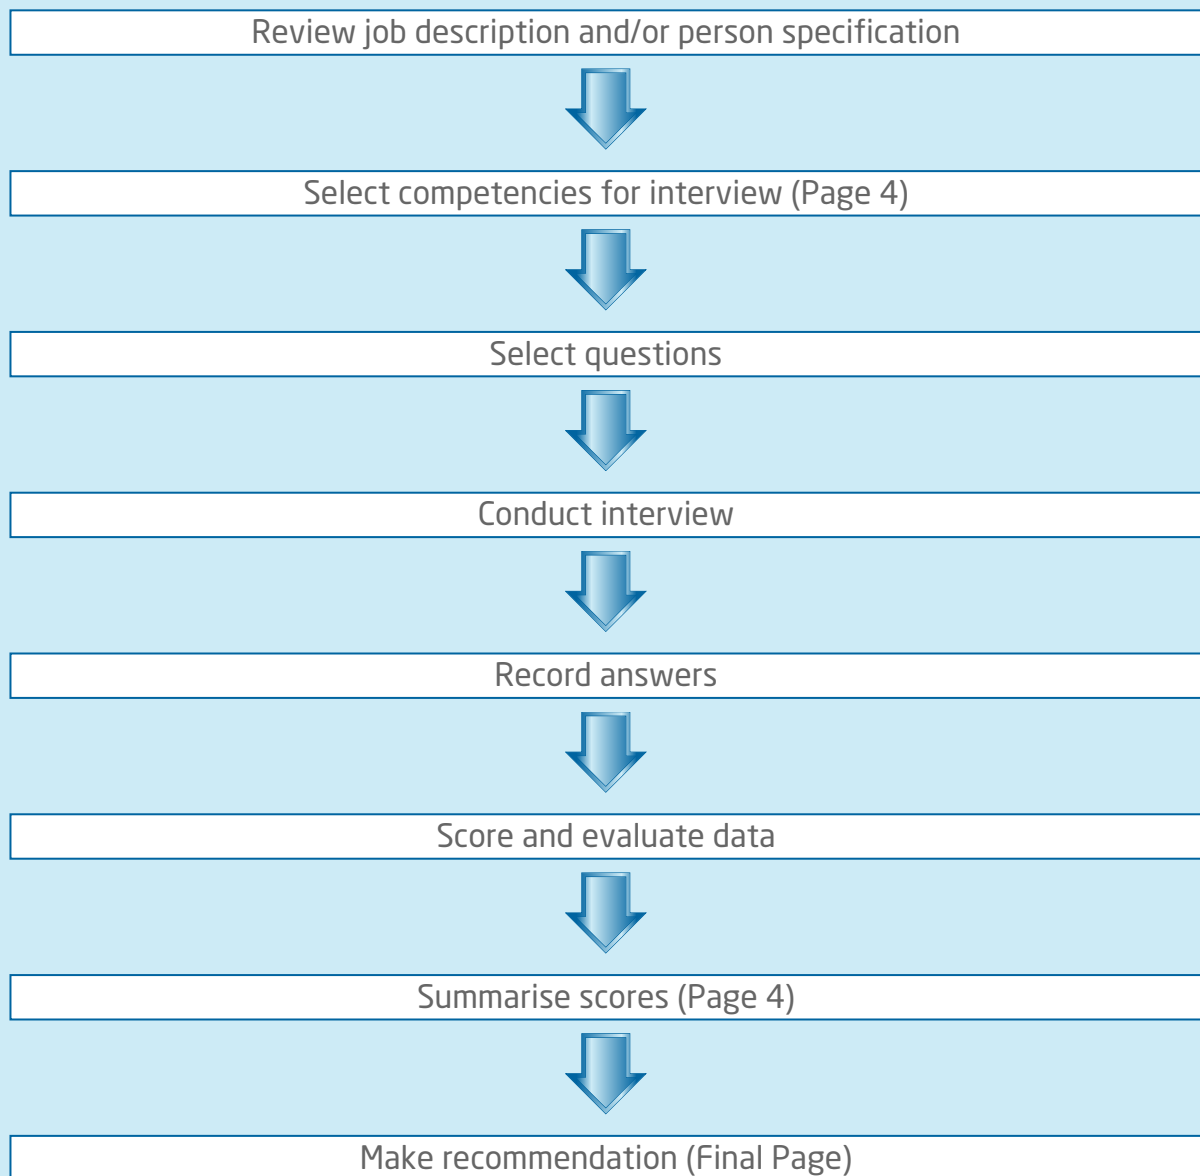 Review job description and/or person specification
Select competencies for interview (Page 4)
Select questions
Conduct interview
Record answers
Score and evaluate data
Summarise scores (Page 4)
Make recommendation (Final Page)